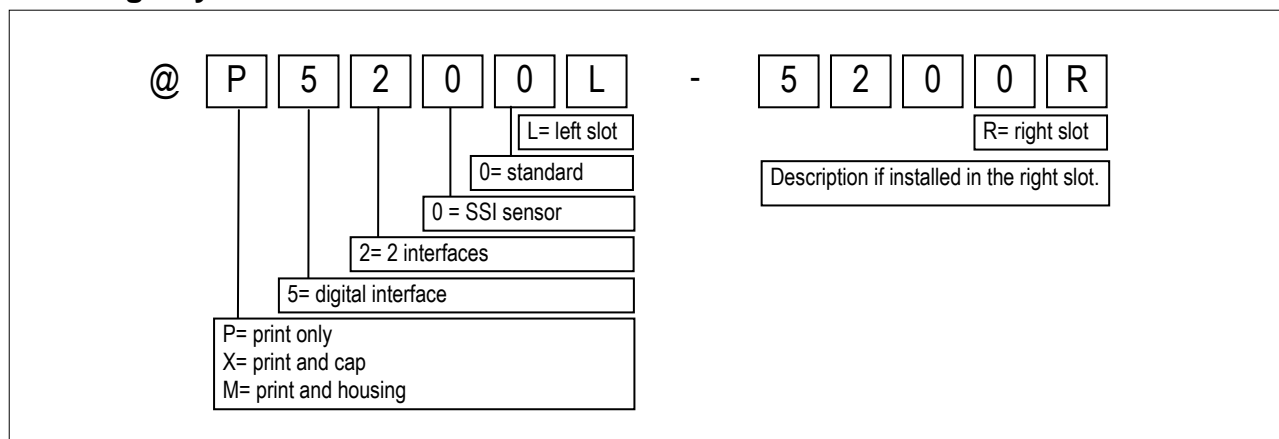 @ P 5 2 0 0 L - 5 2 0 0 R
L= left slot
R= right slot
0= standard
Description if installed in the right slot.
0 = SSI sensor
2= 2 interfaces
5= digital interface
P= print only
X= print and cap
M= print and housing